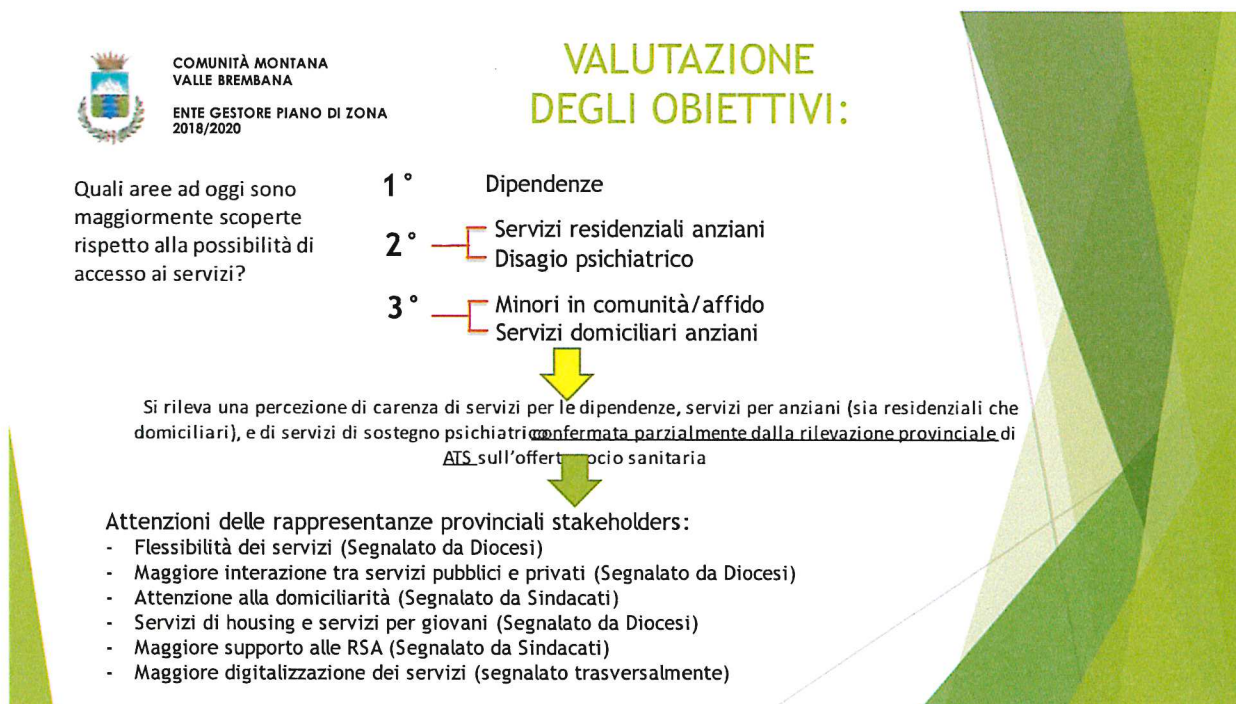 COMUNITÀ MONTANA
VALLE BREMBANA
ENTE GESTORE PIANO DI ZONA
2018/2020
VALUTAZIONE
DEGLI OBIETTIVI:
Quali aree ad oggi sono
maggiormente scoperte
rispetto alla possibilità di
accesso ai servizi?
1° Dipendenze
2° Servizi residenziali anziani
Disagio psichiatrico
3° Minori in comunità/affido
Servizi domiciliari anziani
Si rileva una percezione di carenza di servizi per le dipendenze, servizi per anziani (sia residenziali che
domiciliari), e di servizi di sostegno psichiatrico confermata parzialmente dalla rilevazione provinciale di
ATS sull'offerta socio sanitaria
Attenzioni delle rappresentanze provinciali stakeholders:
- Flessibilità dei servizi (Segnalato da Diocesi)
- Maggiore interazione tra servizi pubblici e privati (Segnalato da Diocesi)
- Attenzione alla domiciliarità (Segnalato da Sindacati)
- Servizi di housing e servizi per giovani (Segnalato da Diocesi)
- Maggiore supporto alle RSA (Segnalato da Sindacati)
- Maggiore digitalizzazione dei servizi (segnalato trasversalmente)